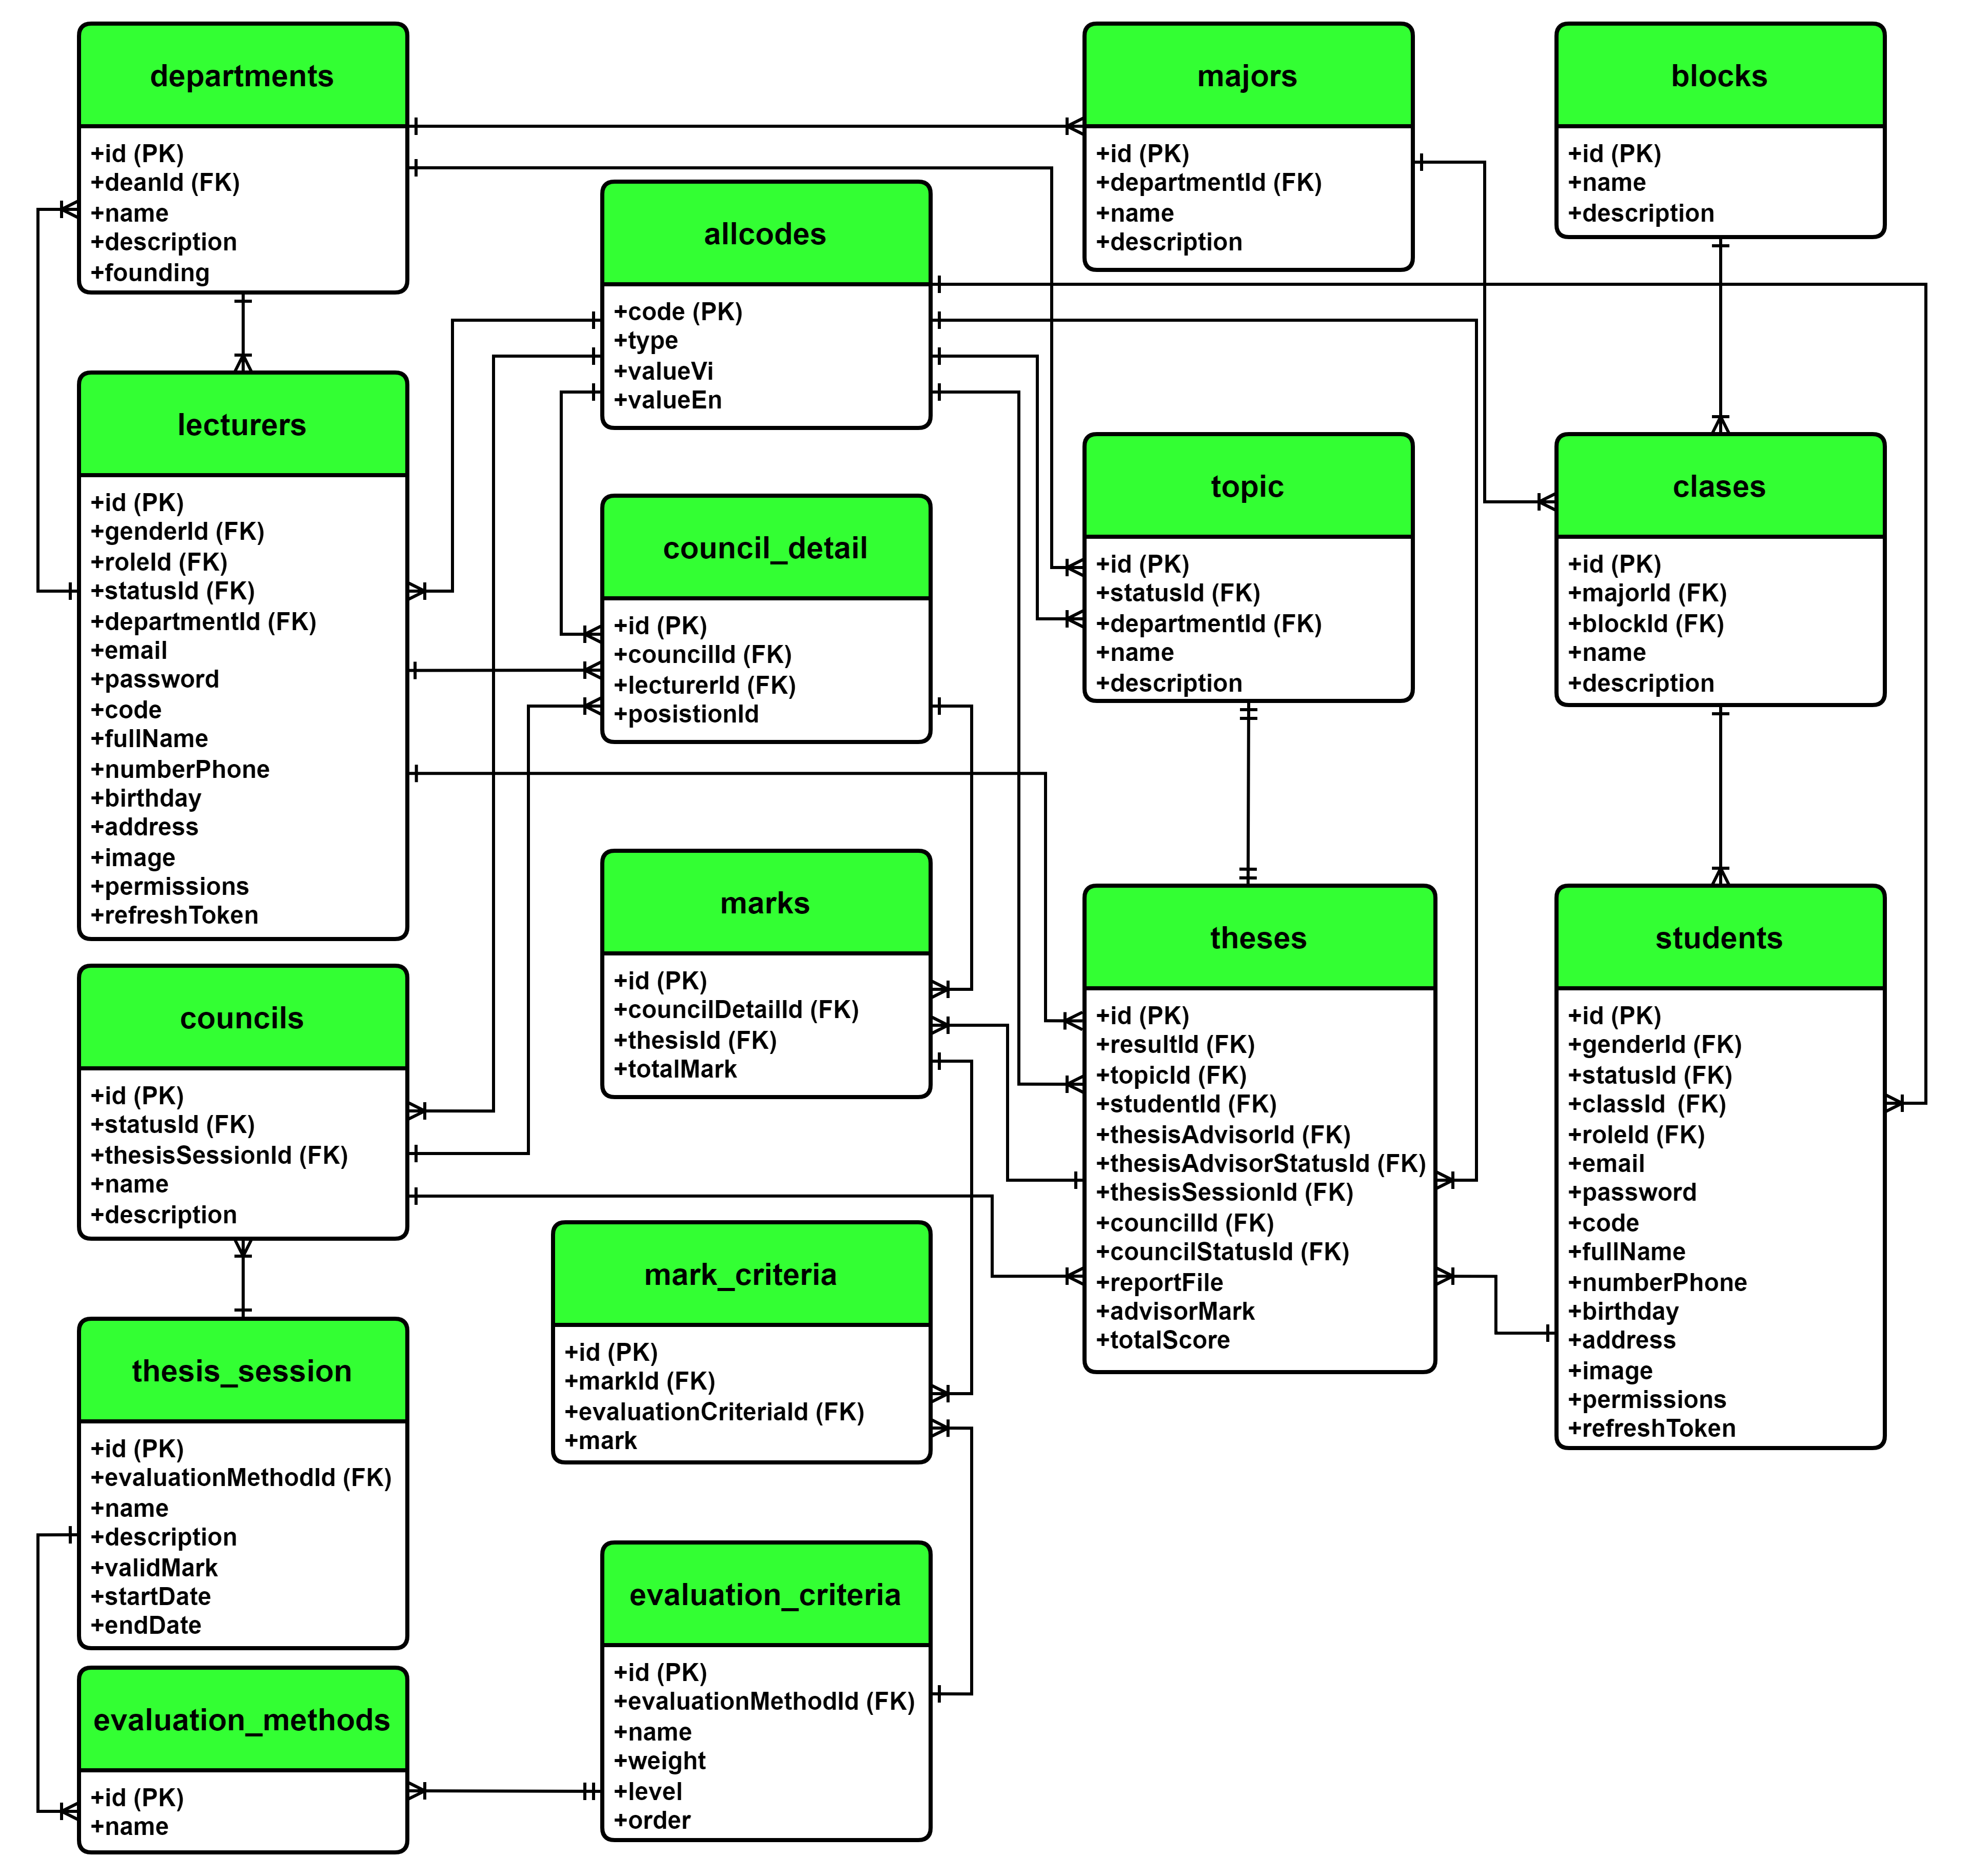 departments
+id (PK)
+deanId (FK)
+name
+description
+founding
majors
+id (PK)
+departmentId (FK)
+name
+description
blocks
+id (PK)
+name
+description
allcodes
+code (PK)
+type
+valueVi
+valueEn
lecturers
+id (PK)
+genderId (FK)
+roleId (FK)
+statusId (FK)
+departmentId (FK)
+email
+password
+code
+fullName
+numberPhone
+birthday
+address
+image
+permissions
+refreshToken
council_detail
+id (PK)
+councilId (FK)
+lecturerId (FK)
+posistionId
topic
+id (PK)
+statusId (FK)
+departmentId (FK)
+name
+description
clases
+id (PK)
+majorId (FK)
+blockId (FK)
+name
+description
marks
+id (PK)
+councilDetailId (FK)
+thesisId (FK)
+totalMark
theses
+id (PK)
+resultId (FK)
+topicId (FK)
+studentId (FK)
+thesisAdvisorId (FK)
+thesisAdvisorStatusId (FK)
+thesisSessionId (FK)
+councilId (FK)
+councilStatusId (FK)
+reportFile
+advisorMark
+totalScore
students
+id (PK)
+genderId (FK)
+statusId (FK)
+classId  (FK)
+roleId (FK)
+email
+password
+code
+fullName
+numberPhone
+birthday
+address
+image
+permissions
+refreshToken
councils
+id (PK)
+statusId (FK)
+thesisSessionId (FK)
+name
+description
mark_criteria
+id (PK)
+markId (FK)
+evaluationCriteriaId (FK)
+mark
thesis_session
+id (PK)
+evaluationMethodId (FK)
+name
+description
+validMark
+startDate
+endDate
evaluation_criteria
+id (PK)
+evaluationMethodId (FK)
+name
+weight
+level
+order
evaluation_methods
+id (PK)
+name